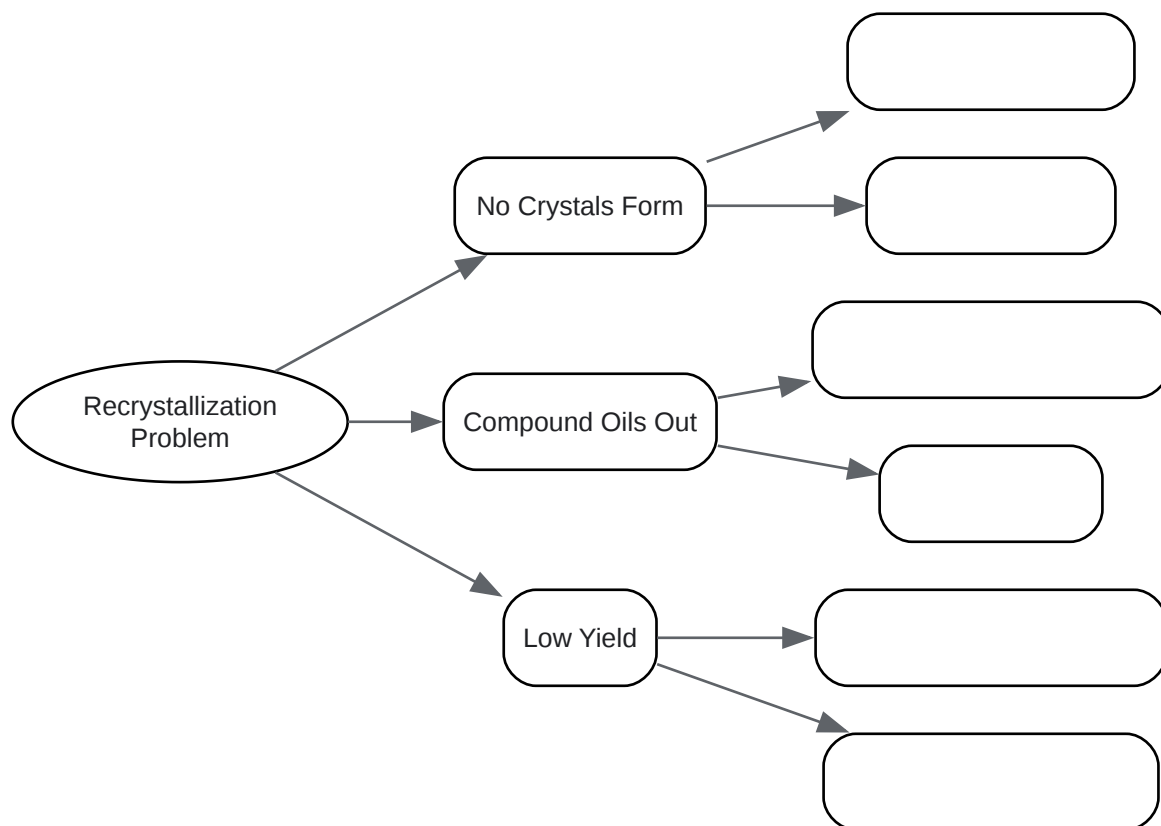 No Crystals Form
Recrystallization
Problem
Compound Oils Out
Low Yield